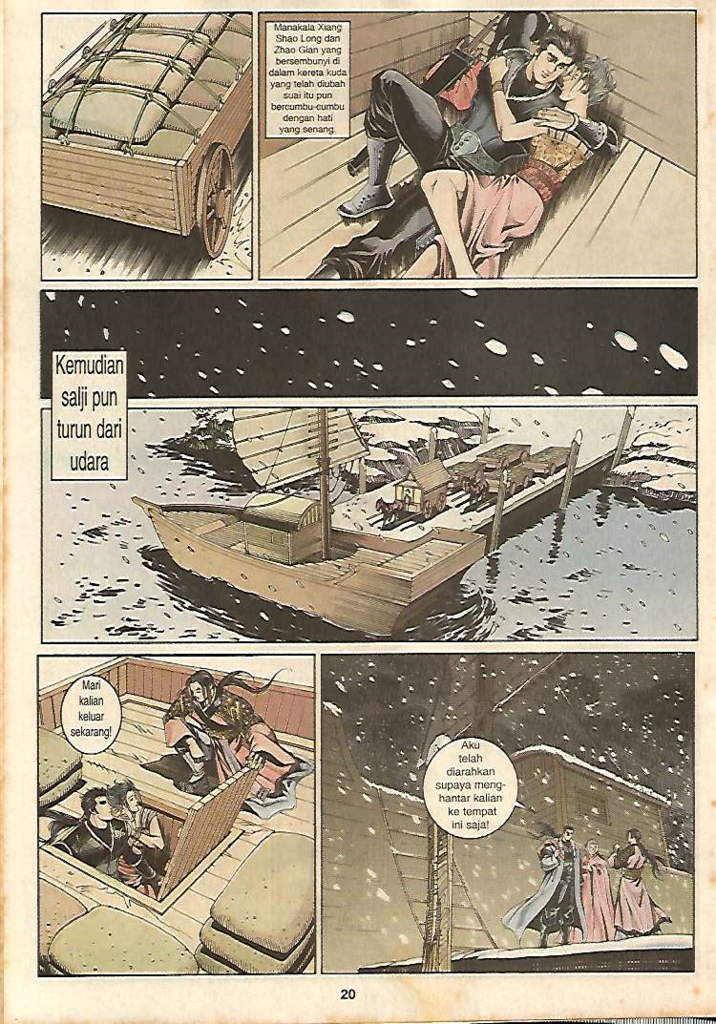 Manakala Xiang
Shao Long dan
Zhao Qian yang
bersembunyi di
dalam kereta kuda
yang telah diubah
suai itu pun
bercumbu-cumbu
dengan hati
yang senang.
Kemudian
salji pun
turun dari
udara
Mari
kalian
keluar
sekarang!
Aku
telah
diarahkan
supaya meng-
hantar kalian
ke tempat
ini saja!
20